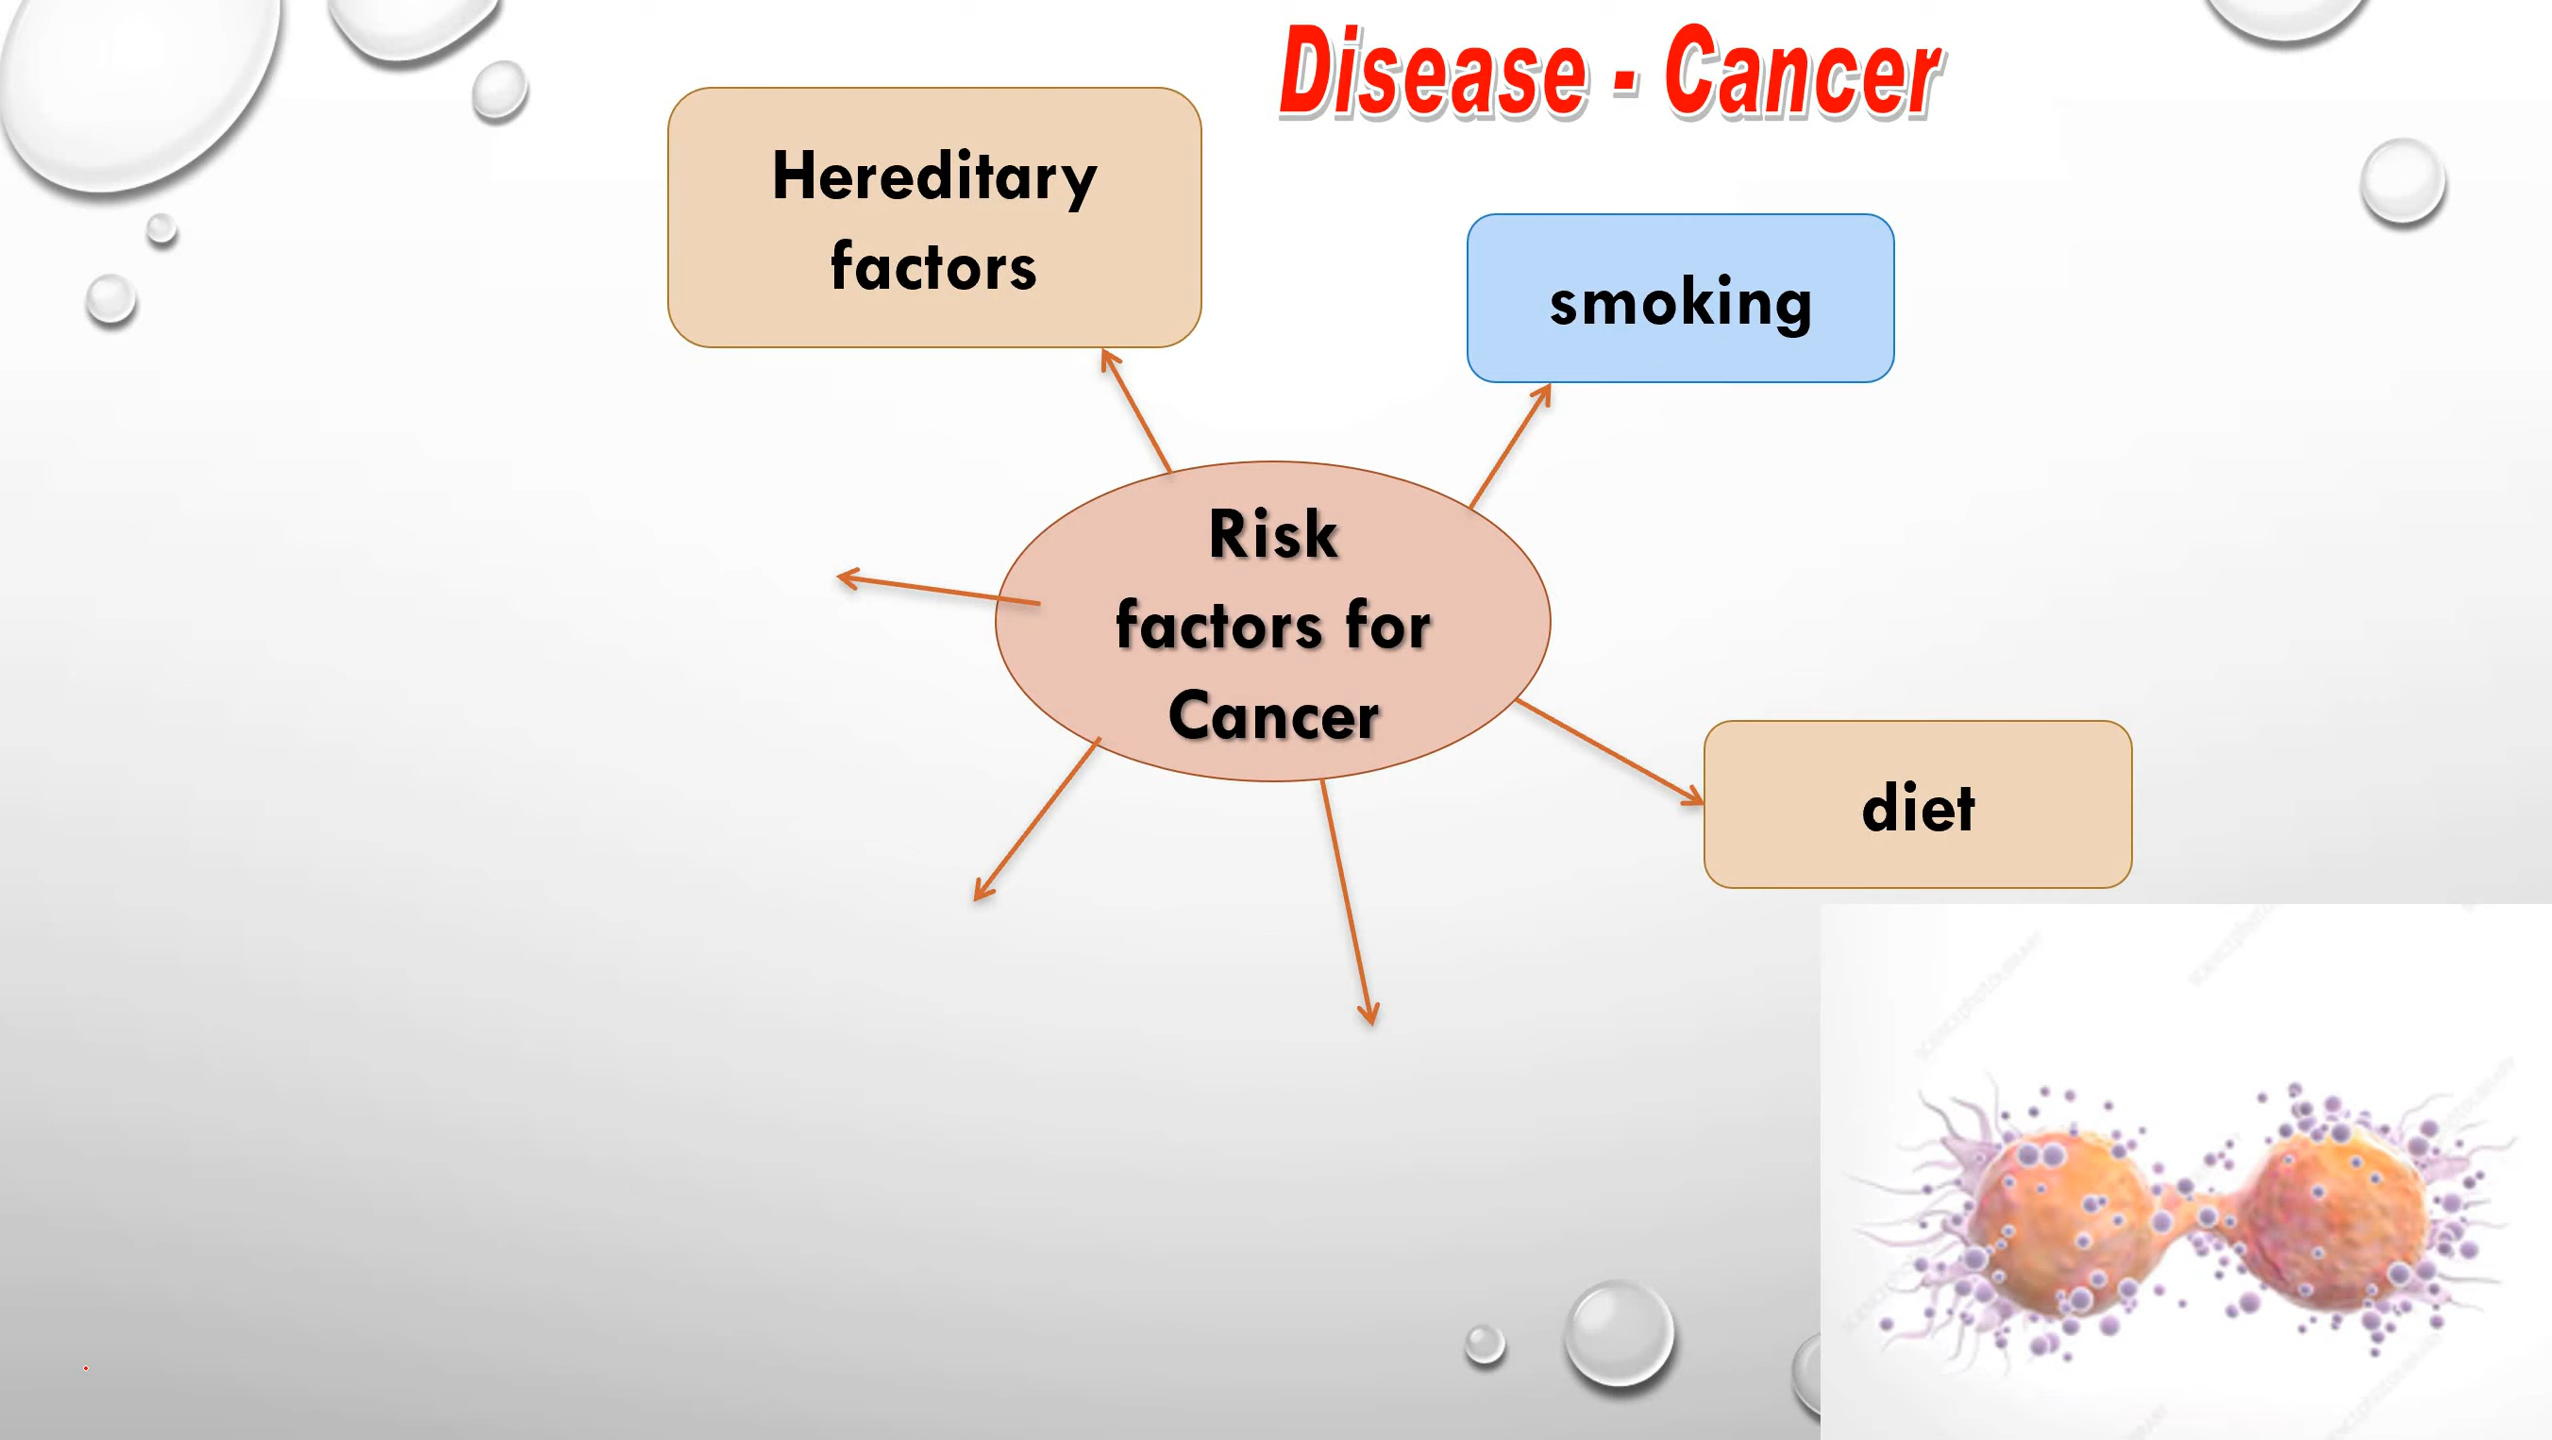 Disease - Cancer
Hereditary
factors
smoking
Risk
factors for
Cancer
diet